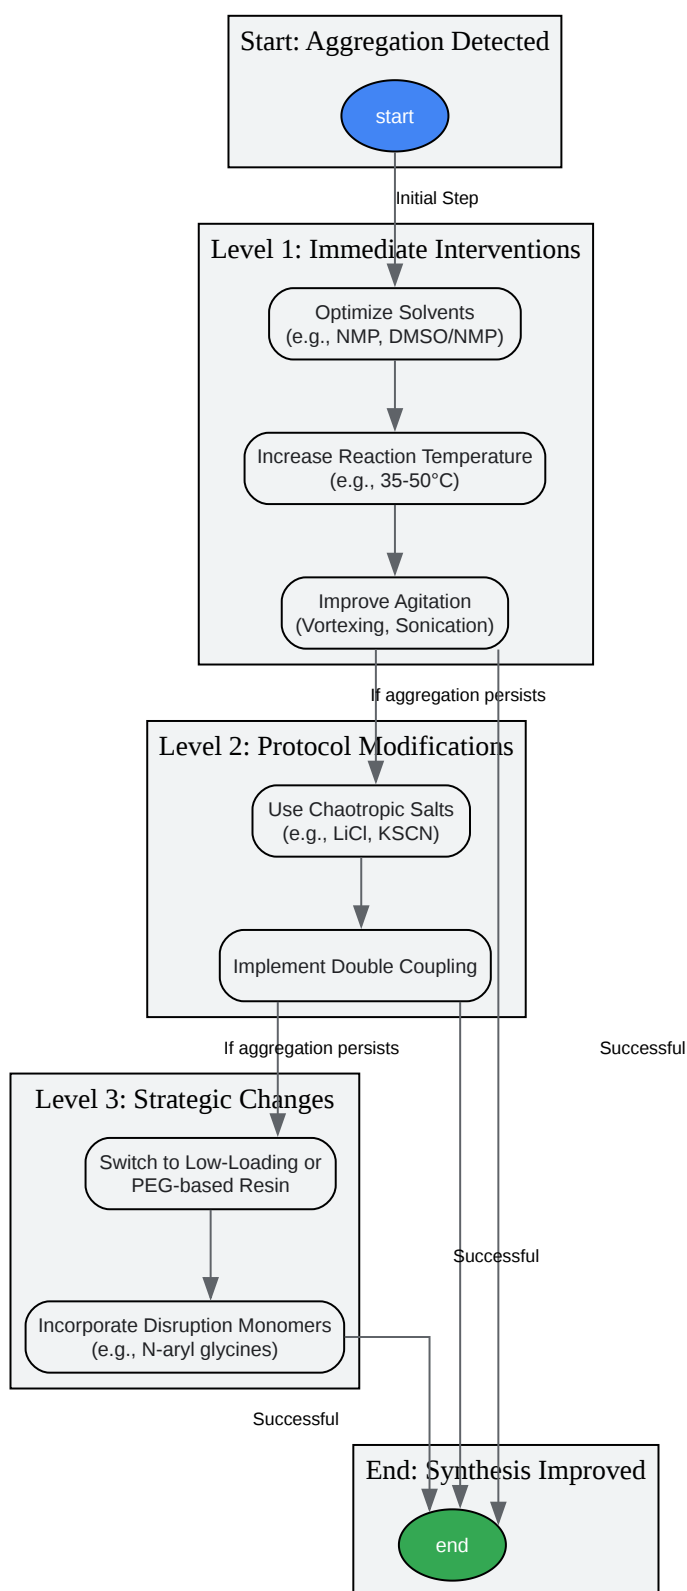 Start: Aggregation Detected
start
Initial Step
Level 1: Immediate Interventions
Optimize Solvents
(e.g., NMP, DMSO/NMP)
Increase Reaction Temperature
(e.g., 35-50°C)
Improve Agitation
(Vortexing, Sonication)
If aggregation persists
Level 2: Protocol Modifications
Use Chaotropic Salts
(e.g., LiCl, KSCN)
Implement Double Coupling
If aggregation persists
Successful
Level 3: Strategic Changes
Switch to Low-Loading or
PEG-based Resin
Successful
Incorporate Disruption Monomers
(e.g., N-aryl glycines)
Successful
End: Synthesis Improved
end